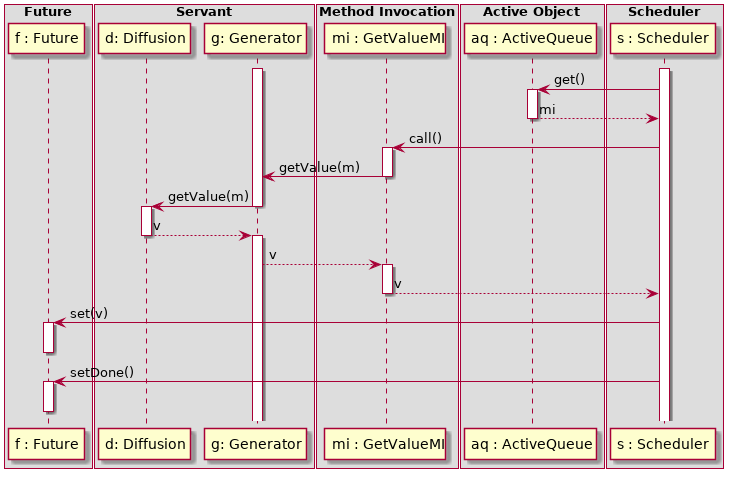 Future
Servant
Method Invocation
Active Object
Scheduler
f : Future
d: Diffusion
g: Generator
mi : GetValueMI
aq : ActiveQueue
s : Scheduler
get()
mi
call()
getValue(m)
getValue(m)
v
v
v
set(v)
setDone()
f : Future
d: Diffusion
g: Generator
mi : GetValueMI
aq : ActiveQueue
s : Scheduler